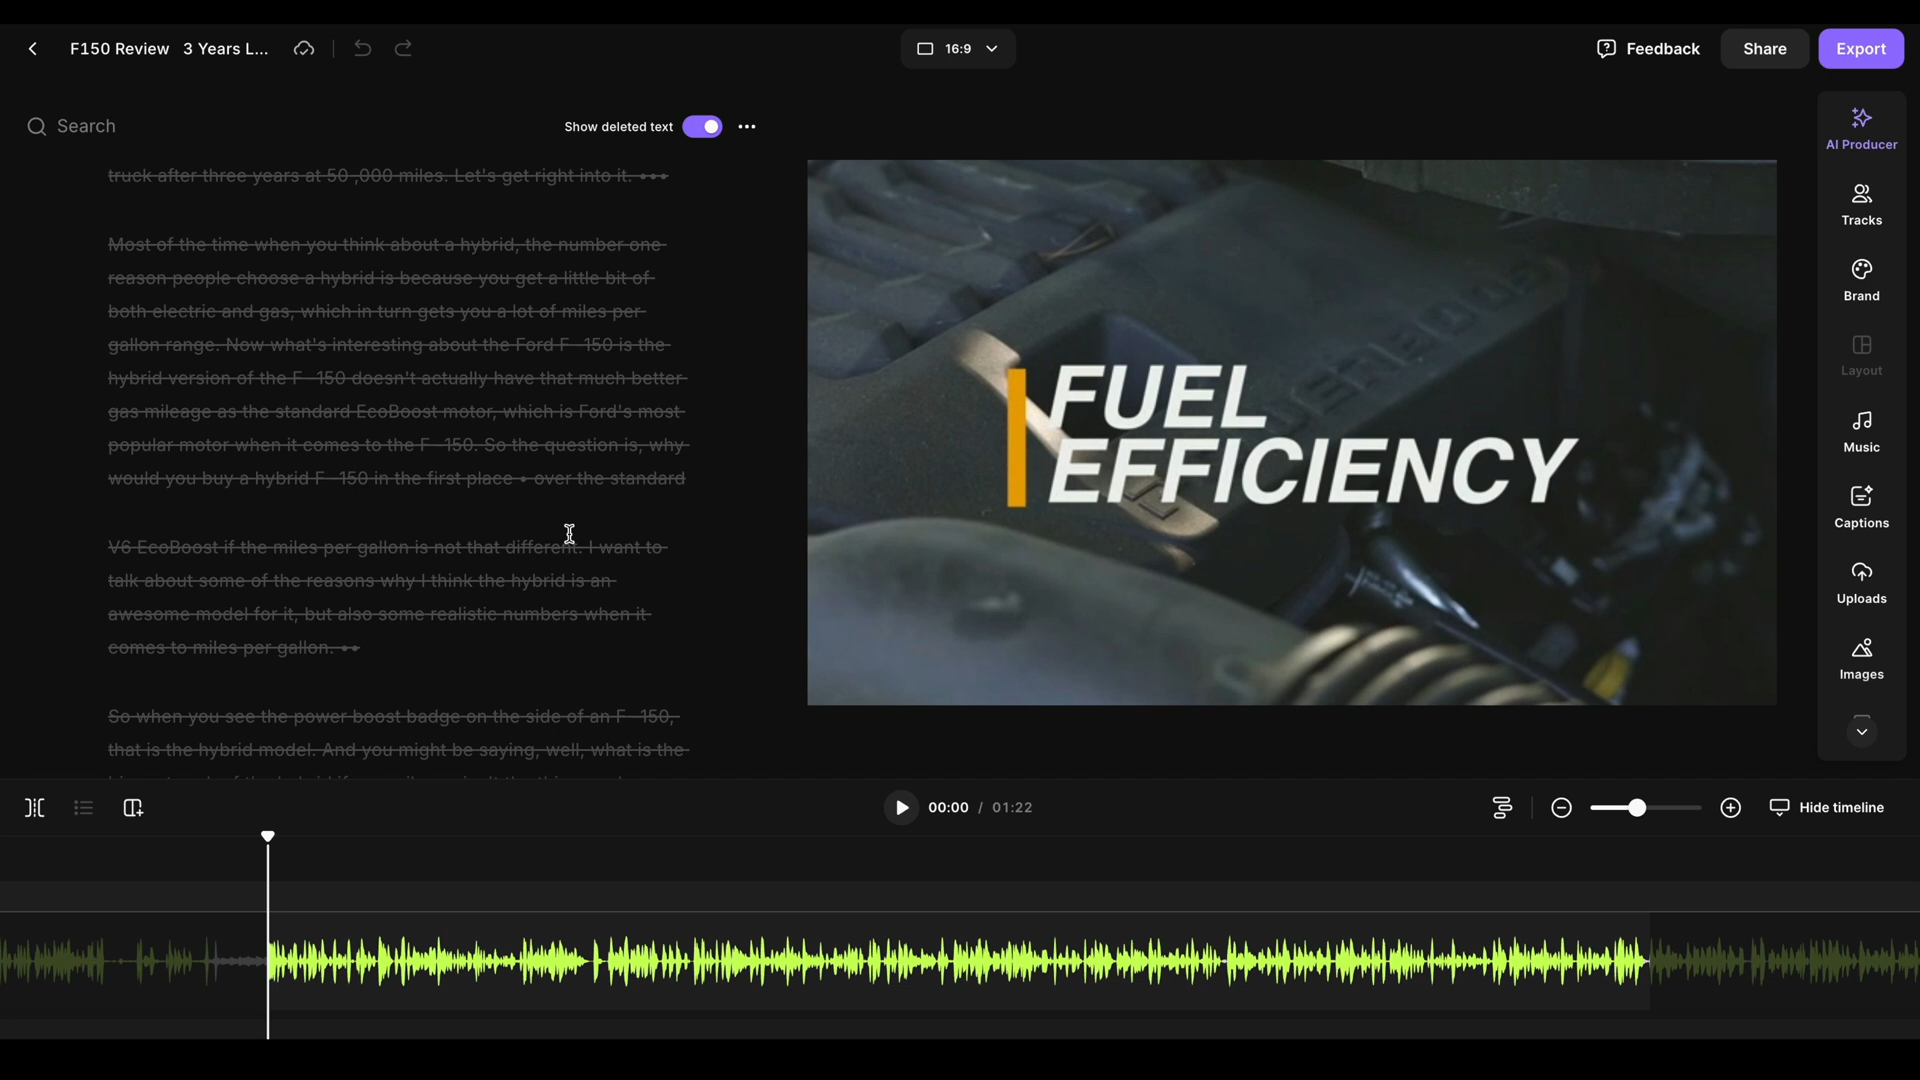 F150 Review 3 Years L...
16:9
Feedback
Share
Export
Search
Show deleted text
truck after three years at 50 ,000 miles. Let's get right into it.
Most of the time when you think about a hybrid, the number one
reason people choose a hybrid is because you get a little bit of
both electric and gas, which in turn gets you a lot of miles per
gallon range. Now what's interesting about the Ford F -150 is the
hybrid version of the F -150 doesn't actually have that much better
gas mileage as the standard EcoBoost motor, which is Ford's most
popular motor when it comes to the F -150. So the question is, why
would you buy a hybrid F -150 in the first place • over the standard
V6 EcoBoost if the miles per gallon is not that different. I want to
talk about some of the reasons why I think the hybrid is an
awesome model for it, but also some realistic numbers when it
comes to miles per gallon.
So when you see the power boost badge on the side of an F -150,
that is the hybrid model. And you might be saying, well, what is the
FUEL
EFFICIENCY
AI Producer
Tracks
Brand
Layout
Music
Captions
Uploads
Images
00:00 / 01:22
Hide timeline